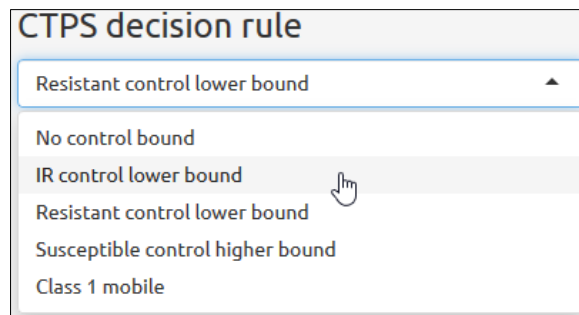 CTPS decision rule
Resistant control lower bound
No control bound
IR control lower bound
Resistant control lower bound
Susceptible control higher bound
Class 1 mobile